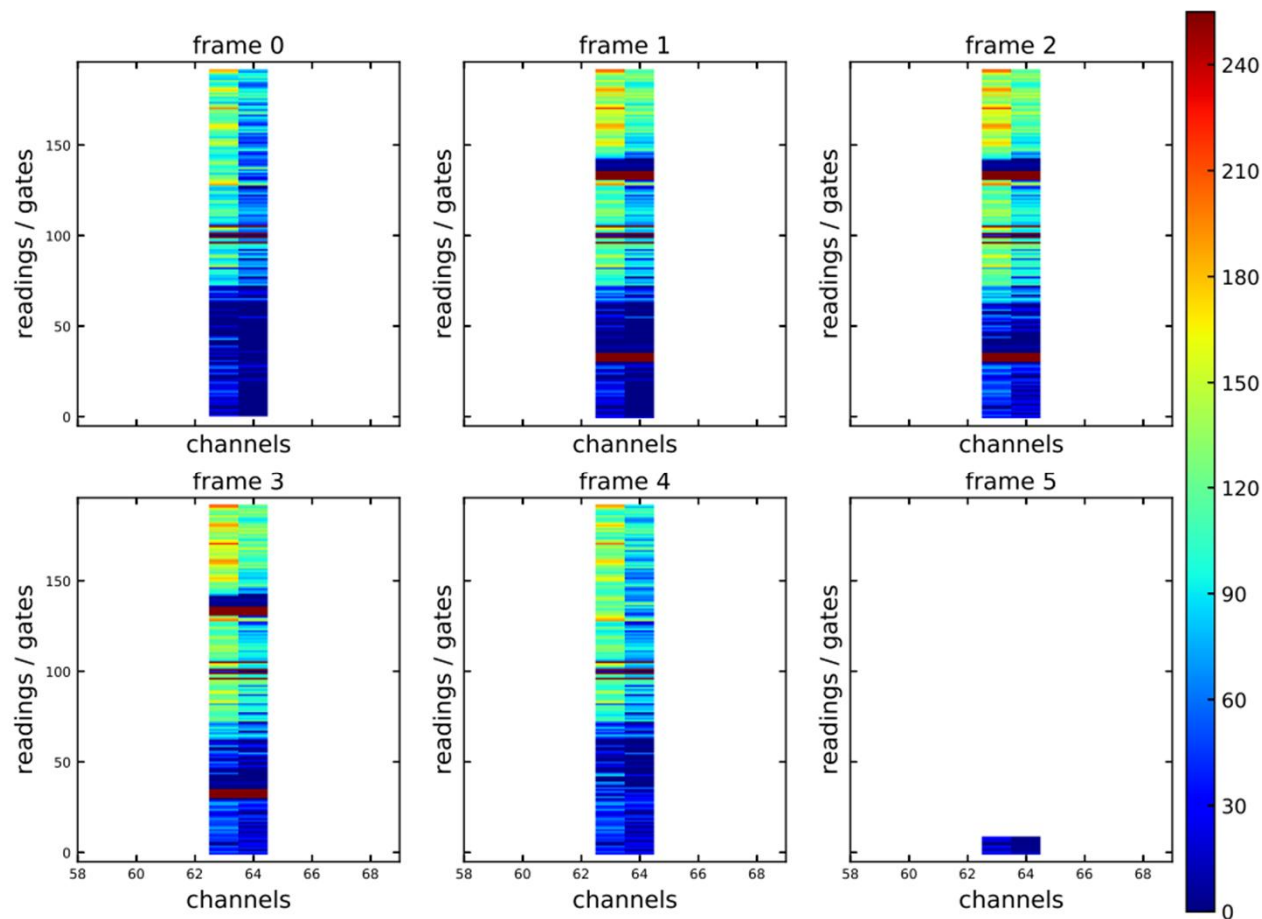 frame 0
frame 1
frame 2
240
210
180
150
120
90
60
30
0
readings / gates
150
100
50
0
readings / gates
readings / gates
channels
channels
channels
frame 3
frame 4
frame 5
readings / gates
150
100
50
0
readings / gates
readings / gates
58 60 62 64 66 68
58 60 62 64 66 68
58 60 62 64 66 68
channels
channels
channels